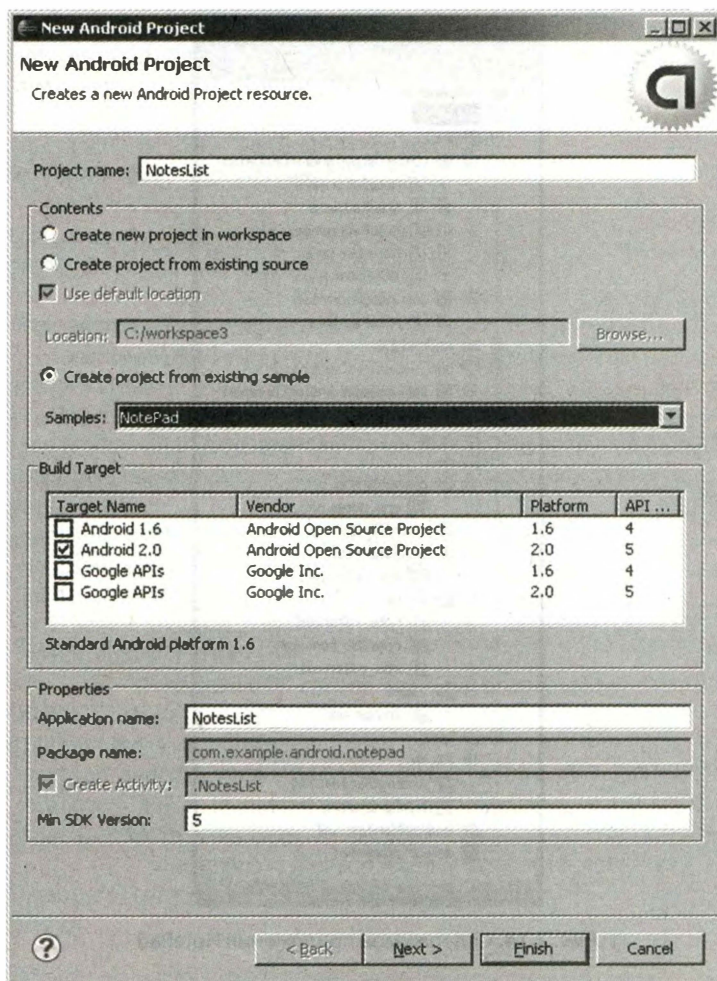 New Android Project
New Android Project
Creates a new Android Project resource.
Project name: NotesList
Contents
Create new project in workspace
Create project from existing source
Use default location
Location: C:/workspace3 Browse...
Create project from existing sample
Samples: NotePad
Build Target
Target Name Vendor Platform API ...
Android 1.6 Android Open Source Project 1.6 4
Android 2.0 Android Open Source Project 2.0 5
Google APIs Google Inc. 1.6 4
Google APIs Google Inc. 2.0 5
Standard Android platform 1.6
Properties
Application name: NotesList
Package name: com.example.android.notepad
Create Activity: .NotesList
Min SDK Version: 5
? < Back Next > Finish Cancel